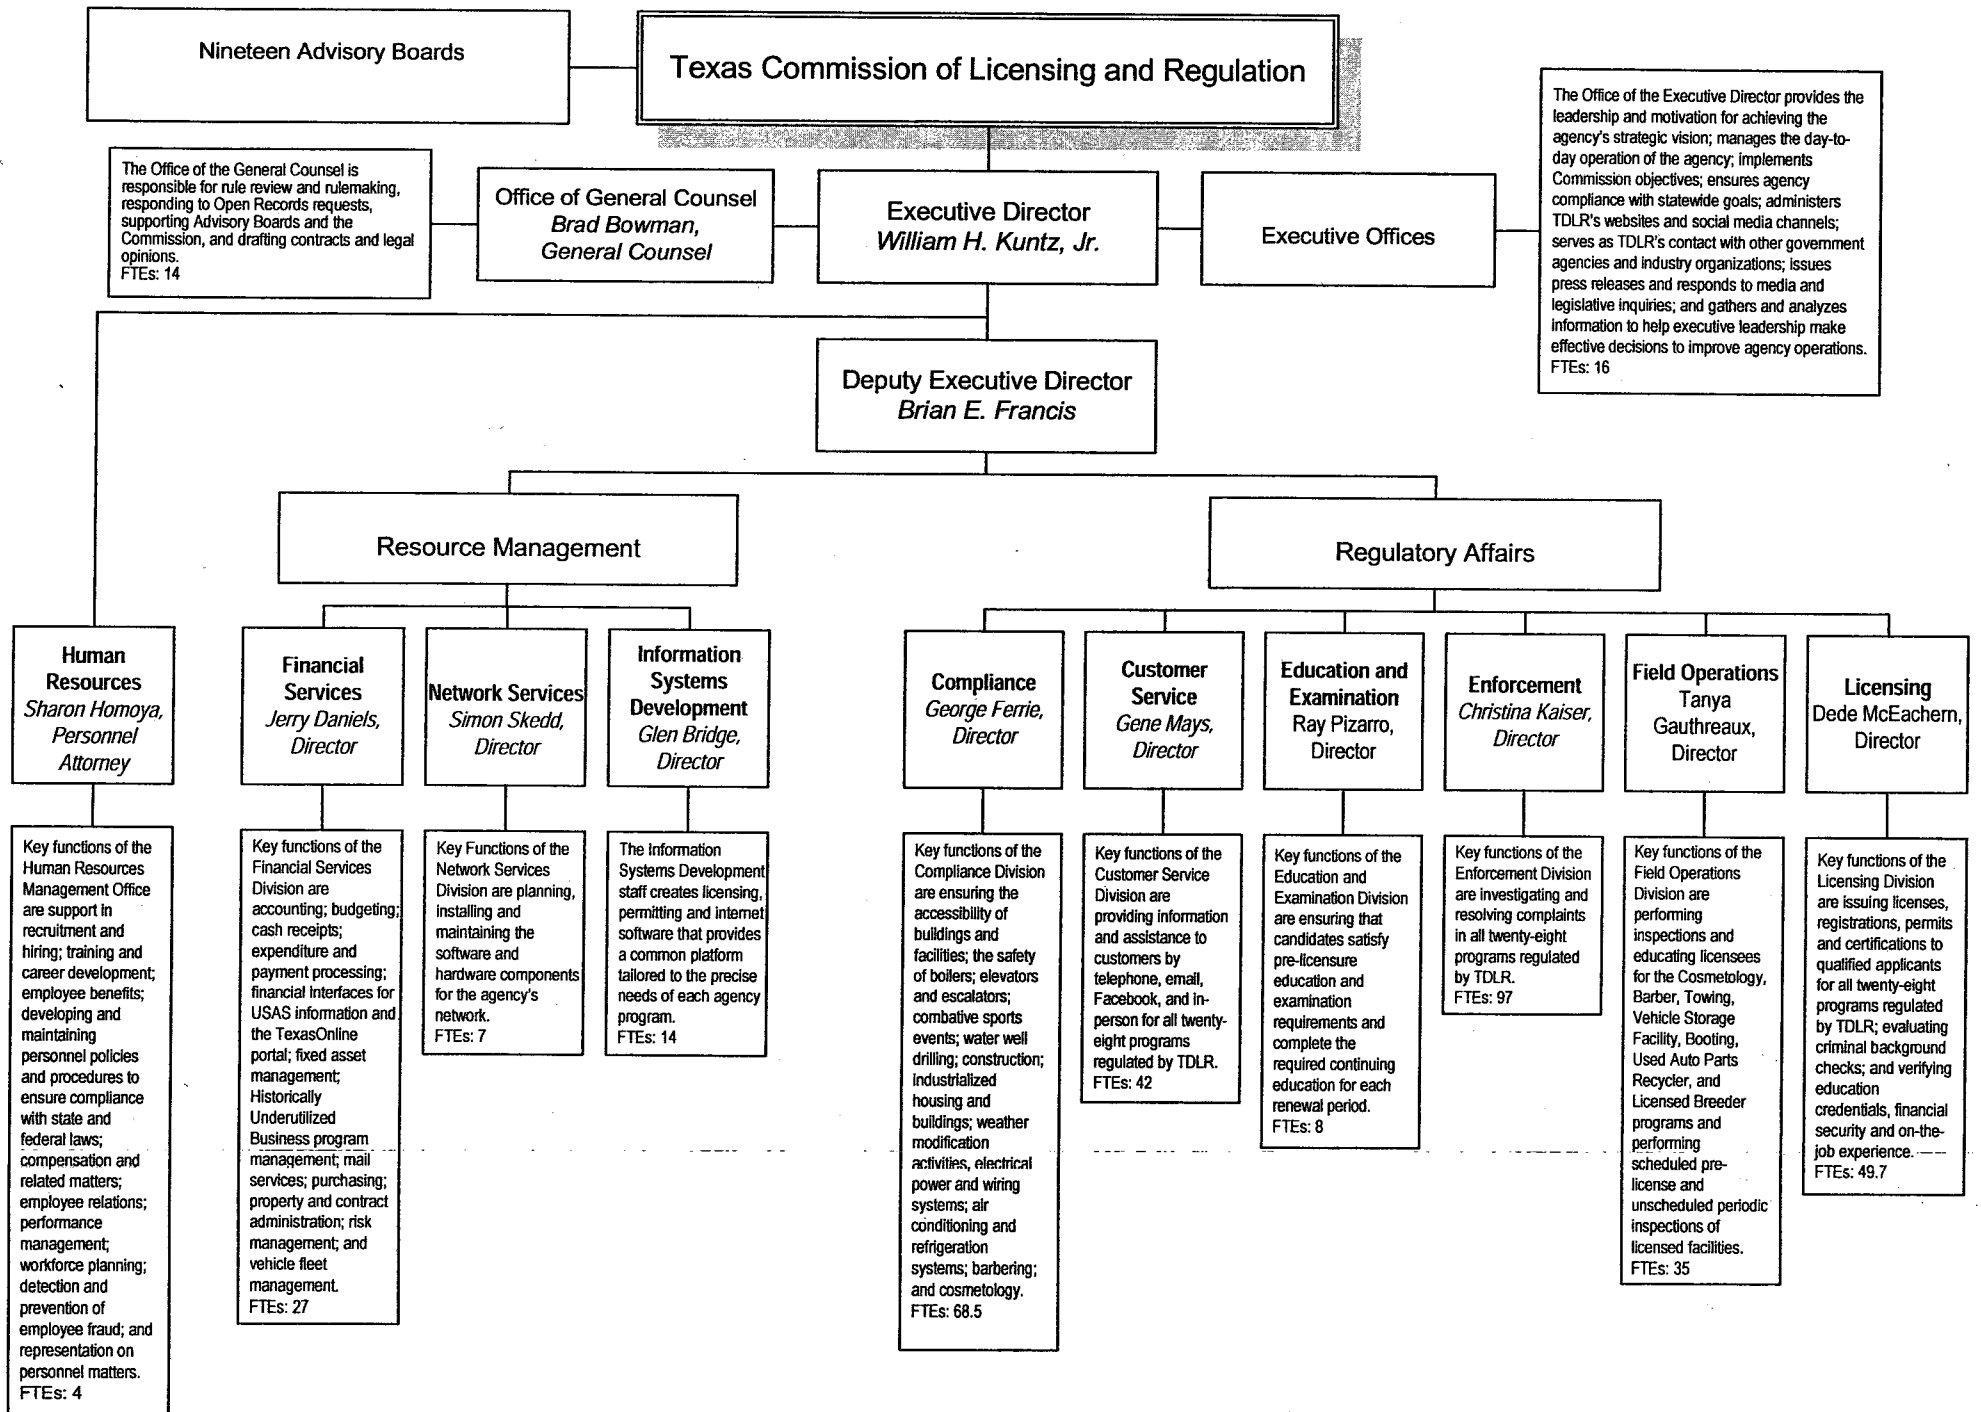 Nineteen Advisory Boards
Texas Commission of Licensing and Regulation
The Office of the General Counsel is
responsible for rule review and rulemaking,
responding to Open Records requests,
supporting Advisory Boards and the
Commission, and drafting contracts and legal
opinions.
FTEs: 14
Office of General Counsel
Brad Bowman,
General Counsel
Executive Director
William H. Kuntz, Jr.
Executive Offices
The Office of the Executive Director provides the
leadership and motivation for achieving the
agency's strategic vision; manages the day-to-
day operation of the agency; implements
Commission objectives; ensures agency
compliance with statewide goals; administers
TDLR's websites and social media channels;
serves as TDLR's contact with other government
agencies and industry organizations; issues
press releases and responds to media and
legislative inquiries; and gathers and analyzes
information to help executive leadership make
effective decisions to improve agency operations.
FTEs: 16
Deputy Executive Director
Brian E. Francis
Resource Management
Regulatory Affairs
Human
Resources
Sharon Homoya,
Personnel
Attorney
Financial
Services
Jerry Daniels,
Director
Network Services
Simon Skedd,
Director
Information
Systems
Development
Glen Bridge,
Director
Compliance
George Ferrie,
Director
Customer
Service
Gene Mays,
Director
Education and
Examination
Ray Pizarro,
Director
Enforcement
Christina Kaiser,
Director
Field Operations
Tanya
Gauthreaux,
Director
Licensing
Dede McEachern,
Director
Key functions of the
Human Resources
Management Office
are support in
recruitment and
hiring; training and
career development;
employee benefits;
developing and
maintaining
personnel policies
and procedures to
ensure compliance
with state and
federal laws;
compensation and
related matters;
employee relations;
performance
management;
workforce planning;
detection and
prevention of
employee fraud; and
representation on
personnel matters.
FTEs: 4
Key functions of the
Financial Services
Division are
accounting; budgeting;
cash receipts;
expenditure and
payment processing;
financial Interfaces for
USAS information and
the TexasOnline
portal; fixed asset
management;
Historically
Underutilized
Business program
management; mail
services; purchasing;
property and contract
administration; risk
management; and
vehicle fleet
management.
FTEs: 27
Key Functions of the
Network Services
Division are planning,
installing and
maintaining the
software and
hardware components
for the agency's
network.
FTEs: 7
The Information
Systems Development
staff creates licensing,
permitting and internet
software that provides
a common platform
tailored to the precise
needs of each agency
program.
FTEs: 14
Key functions of the
Compliance Division
are ensuring the
accessibility of
buildings and
facilities; the safety
of boilers; elevators
and escalators;
combative sports
events; water well
drilling; construction;
industrialized
housing and
buildings; weather
modification
activities, electrical
power and wiring
systems; air
conditioning and
refrigeration
systems; barbering;
and cosmetology.
FTEs: 68.5
Key functions of the
Customer Service
Division are
providing information
and assistance to
customers by
telephone, email,
Facebook, and in-
person for all twenty-
eight programs
regulated by TDLR.
FTEs: 42
Key functions of the
Education and
Examination Division
are ensuring that
candidates satisfy
pre-licensure
education and
examination
requirements and
complete the
required continuing
education for each
renewal period.
FTEs: 8
Key functions of the
Enforcement Division
are investigating and
resolving complaints
in all twenty-eight
programs regulated
by TDLR.
FTEs: 97
Key functions of the
Field Operations
Division are
performing
inspections and
educating licensees
for the Cosmetology,
Barber, Towing,
Vehicle Storage
Facility, Booting,
Used Auto Parts
Recycler, and
Licensed Breeder
programs and
performing
scheduled pre-
license and
unscheduled periodic
inspections of
licensed facilities.
FTEs: 35
Key functions of the
Licensing Division
are issuing licenses,
registrations, permits
and certifications to
qualified applicants
for all twenty-eight
programs regulated
by TDLR; evaluating
criminal background
checks; and verifying
education
credentials, financial
security and on-the-
job experience.
FTEs: 49.7